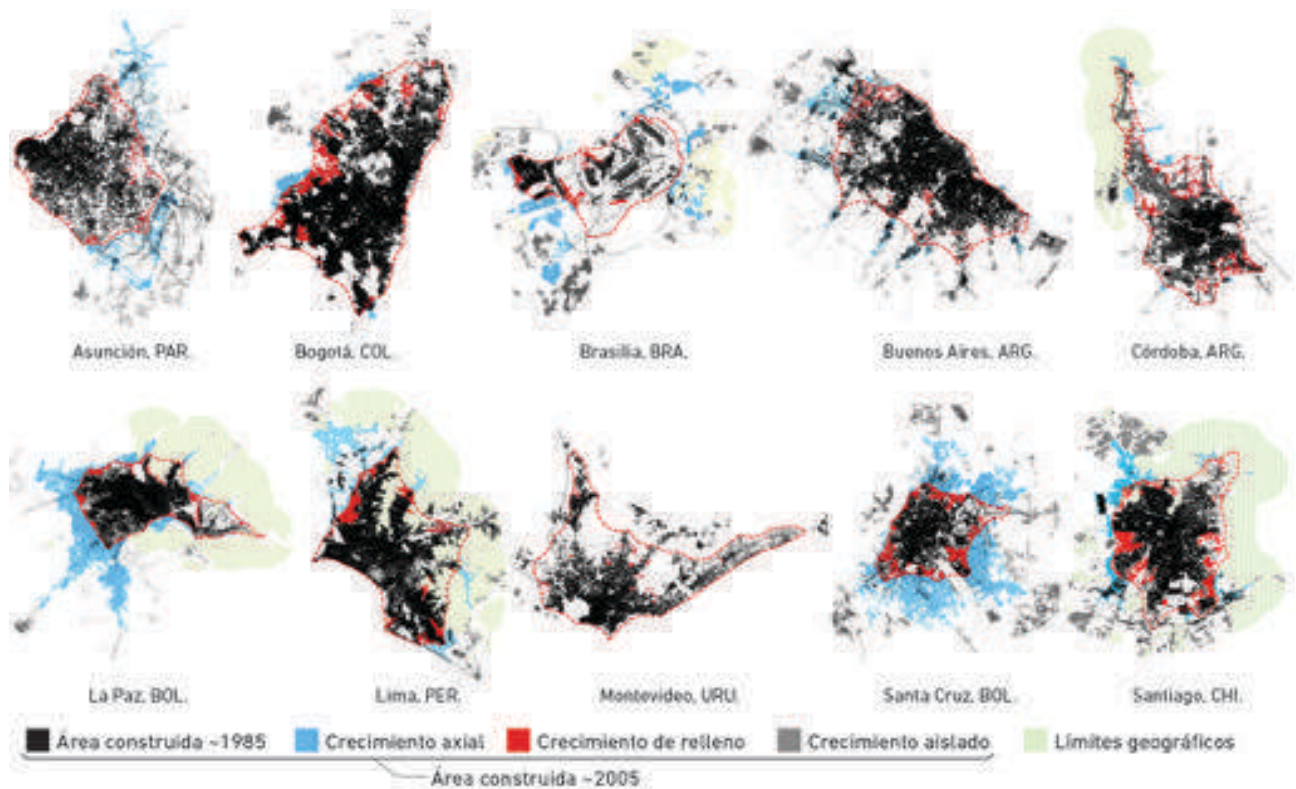 Asunción, PAR.
Bogotá, COL.
Brasilia, BRA.
Buenos Aires, ARG.
Córdoba, ARG.
La Paz, BOL.
Lima, PER.
Montevideo, URU.
Santa Cruz, BOL.
Santiago, CHI.
Área construida ~1985
Crecimiento axial
Crecimiento de relleno
Crecimiento aislado
Límites geográficos
Área construida ~2005